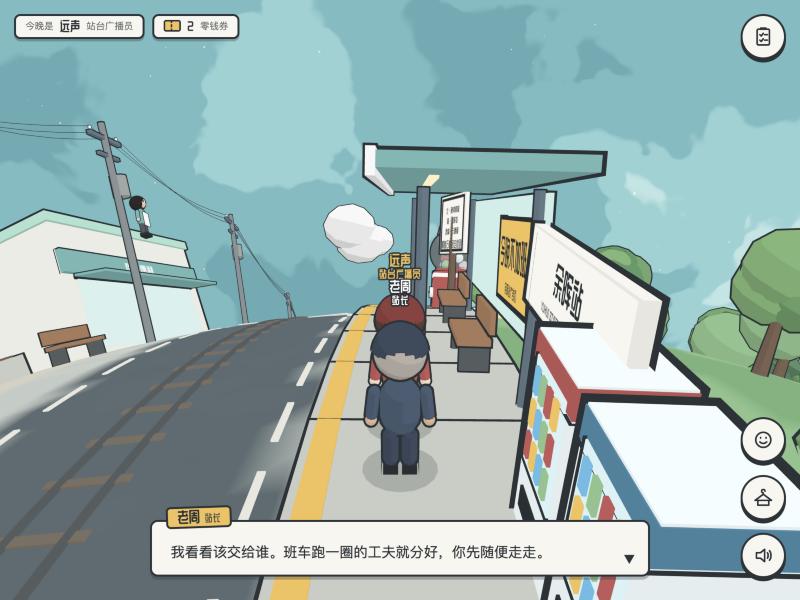 今晚是 远声 站台广播员
2 零钱券
远声
站台广播员
老周
站长
余晖站
老周 站长
我看看该交给谁。班车跑一圈的工夫就分好，你先随便走走。